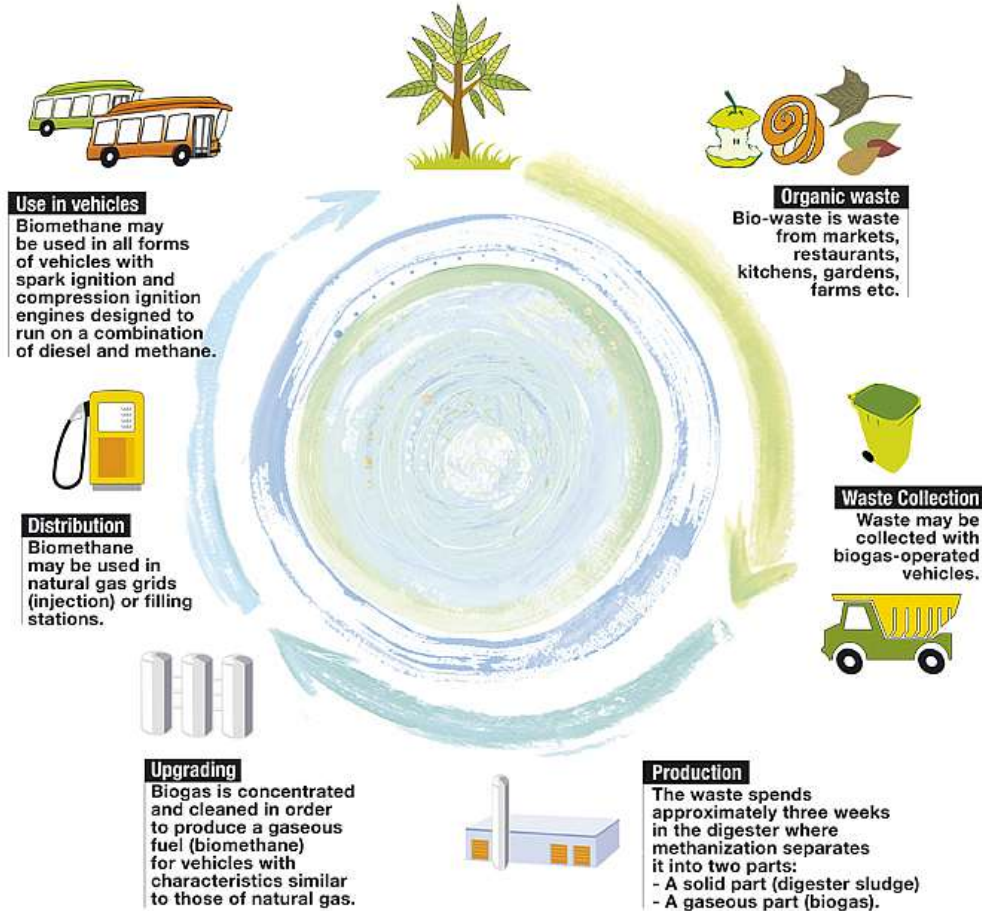 Use in vehicles
Biomethane may
be used in all forms
of vehicles with
spark ignition and
compression ignition
engines designed to
run on a combination
of diesel and methane.
Organic waste
Bio-waste is waste
from markets,
restaurants,
kitchens, gardens,
farms etc.
Waste Collection
Waste may be
collected with
biogas-operated
vehicles.
Distribution
Biomethane
may be used in
natural gas grids
(injection) or filling
stations.
Upgrading
Biogas is concentrated
and cleaned in order
to produce a gaseous
fuel (biomethane)
for vehicles with
characteristics similar
to those of natural gas.
Production
The waste spends
approximately three weeks
in the digester where
methanization separates
it into two parts:
- A solid part (digester sludge)
- A gaseous part (biogas).